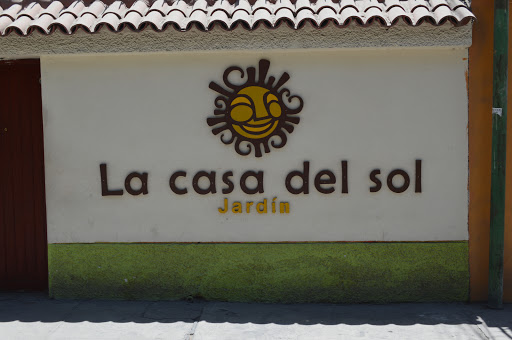 La casa del sol
Jardín